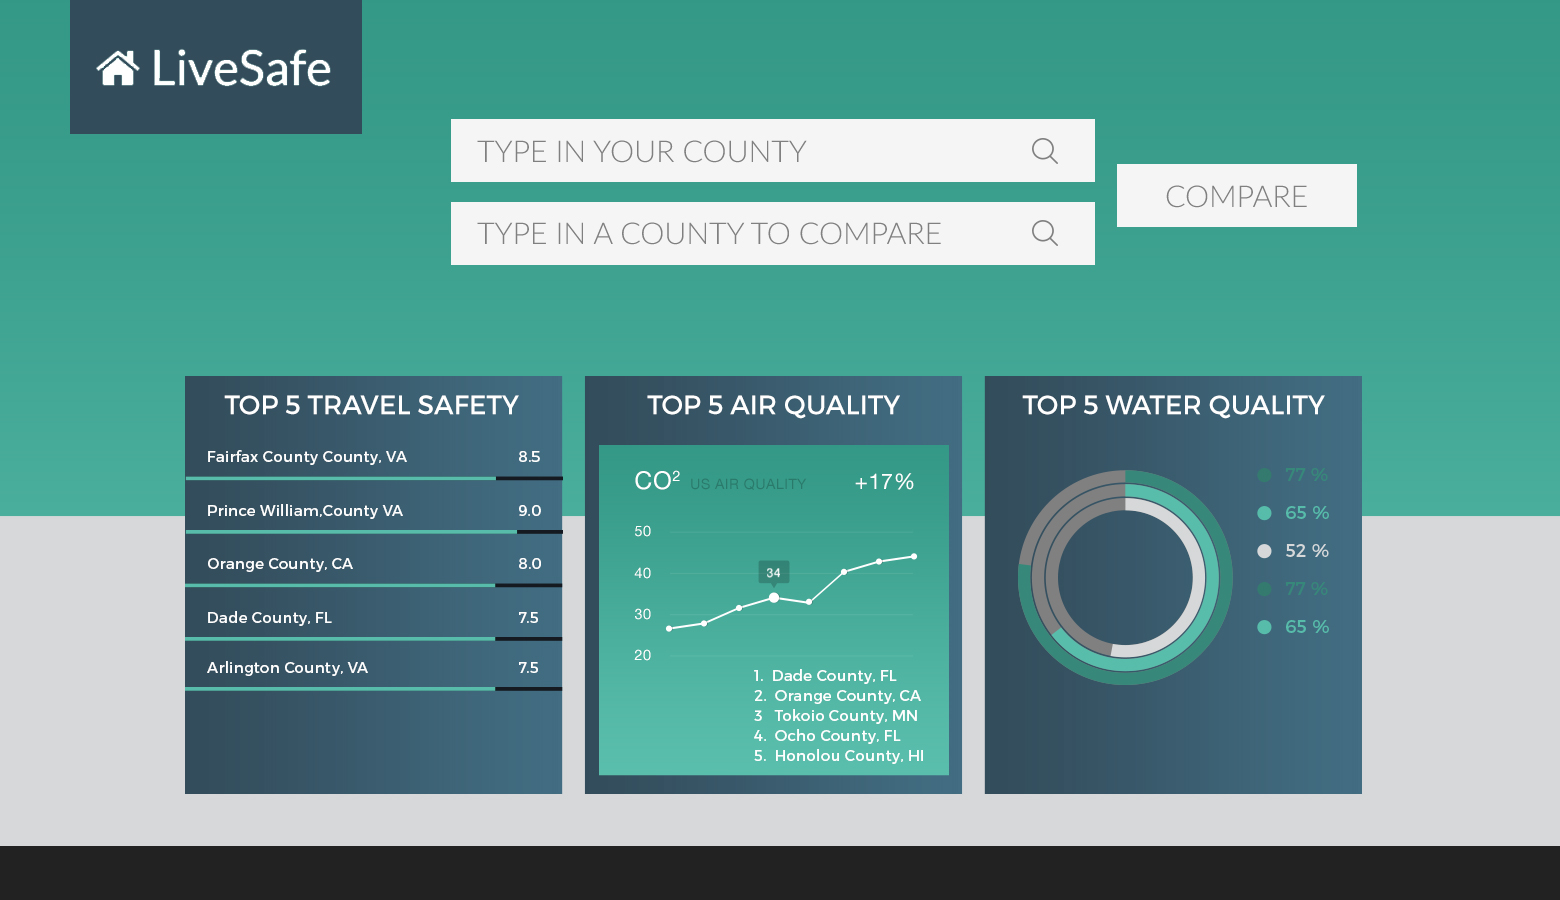 LiveSafe
TYPE IN YOUR COUNTY
TYPE IN A COUNTY TO COMPARE
COMPARE
TOP 5 TRAVEL SAFETY
Fairfax County County, VA 8.5
Prince William,County VA 9.0
Orange County, CA 8.0
Dade County, FL 7.5
Arlington County, VA 7.5
TOP 5 AIR QUALITY
CO² US AIR QUALITY +17%
50
40
34
30
20
1. Dade County, FL
2. Orange County, CA
3 Tokoio County, MN
4. Ocho County, FL
5. Honolou County, HI
TOP 5 WATER QUALITY
77 %
65 %
52 %
77 %
65 %